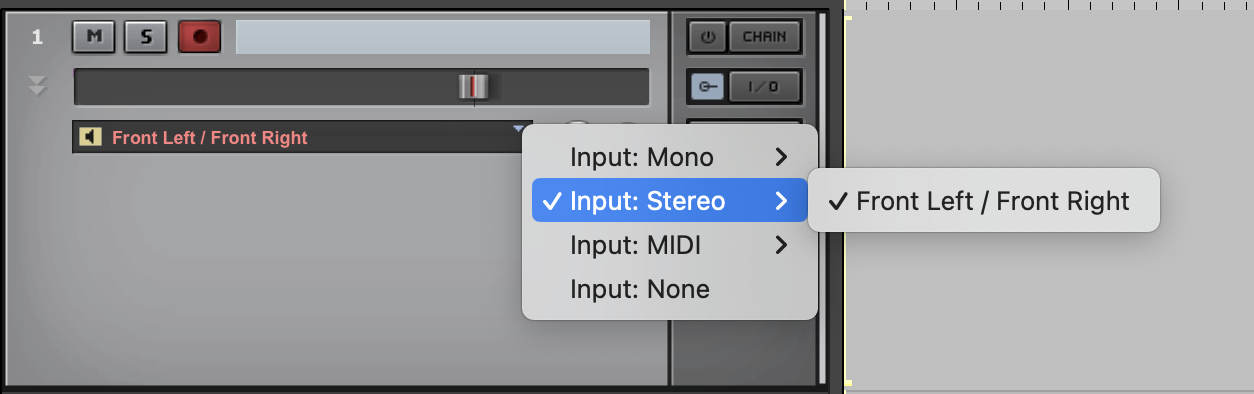 1 M S CHAIN
I/O
Front Left / Front Right
Input: Mono
Input: Stereo
Front Left / Front Right
Input: MIDI
Input: None